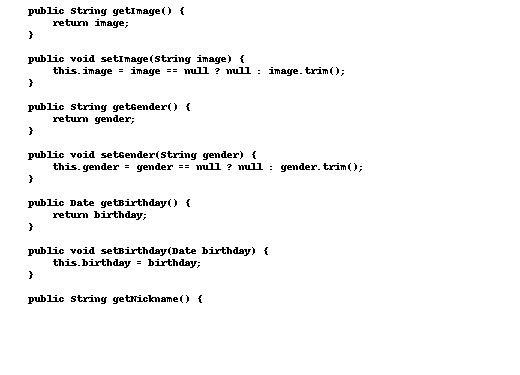 public String getImage() {
return image;
}
public void setImage(String image) {
this.image = image == null ? null : image.trim();
}
public String getGender() {
return gender;
}
public void setGender(String gender) {
this.gender = gender == null ? null : gender.trim();
}
public Date getBirthday() {
return birthday;
}
public void setBirthday(Date birthday) {
this.birthday = birthday;
}
public String getNickname() {